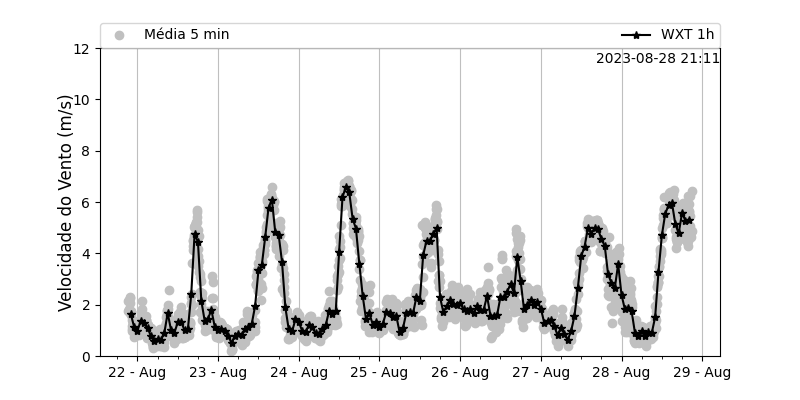 Média 5 min
WXT 1h
2023-08-28 21:11
Velocidade do Vento (m/s)
12
10
8
6
4
2
0
22 - Aug
23 - Aug
24 - Aug
25 - Aug
26 - Aug
27 - Aug
28 - Aug
29 - Aug